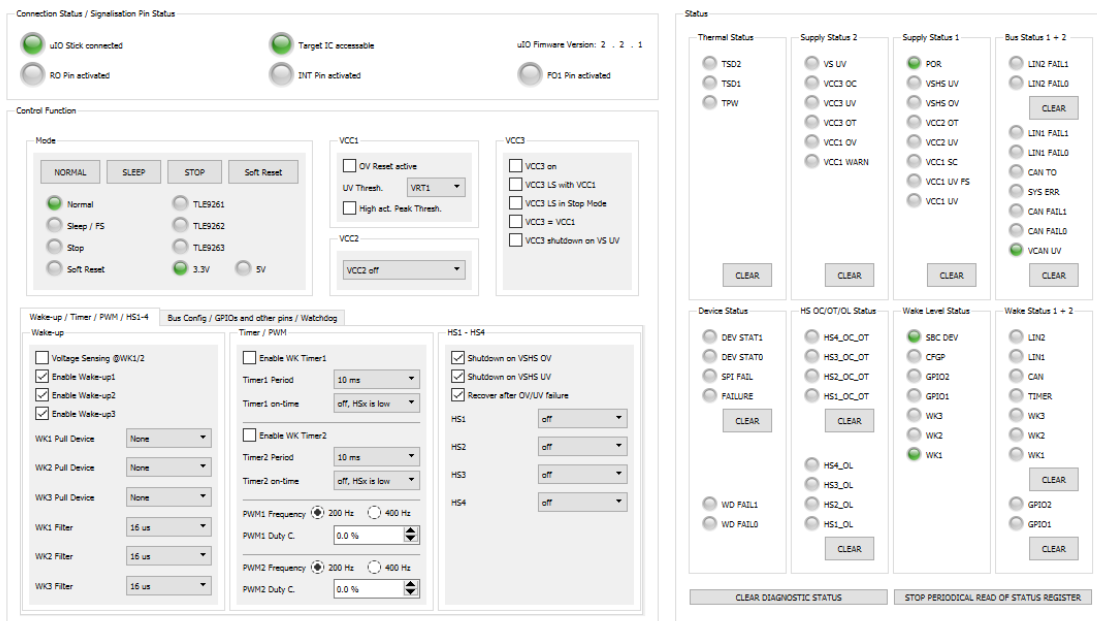 Connection Status / Signalisation Pin Status
uIO Stick connected
Target IC accessable
uIO Firmware Version: 2 . 2 . 1
RO Pin activated
INT Pin activated
FO1 Pin activated
Control Function
Mode
NORMAL
SLEEP
STOP
Soft Reset
Normal
TLE9261
Sleep / FS
TLE9262
Stop
TLE9263
Soft Reset
3.3V
5V
VCC1
OV Reset active
UV Thresh.
VRT1
High act. Peak Thresh.
VCC2
VCC2 off
VCC3
VCC3 on
VCC3 LS with VCC1
VCC3 LS in Stop Mode
VCC3 = VCC1
VCC3 shutdown on VS UV
Wake-up / Timer / PWM / HS1-4
Bus Config / GPIOs and other pins / Watchdog
Wake-up
Voltage Sensing @WK1/2
Enable Wake-up1
Enable Wake-up2
Enable Wake-up3
WK1 Pull Device
None
WK2 Pull Device
None
WK3 Pull Device
None
WK1 Filter
16 us
WK2 Filter
16 us
WK3 Filter
16 us
Timer / PWM
Enable WK Timer1
Timer1 Period
10 ms
Timer1 on-time
off, HSx is low
Enable WK Timer2
Timer2 Period
10 ms
Timer2 on-time
off, HSx is low
PWM1 Frequency
200 Hz
400 Hz
PWM1 Duty C.
0.0 %
PWM2 Frequency
200 Hz
400 Hz
PWM2 Duty C.
0.0 %
HS1 - HS4
Shutdown on VSHS OV
Shutdown on VSHS UV
Recover after OV/UV failure
HS1
off
HS2
off
HS3
off
HS4
off
Status
Thermal Status
TSD2
TSD1
TPW
CLEAR
Supply Status 2
VS UV
VCC3 OC
VCC3 UV
VCC3 OT
VCC1 OV
VCC1 WARN
CLEAR
Supply Status 1
POR
VSHS UV
VSHS OV
VCC2 OT
VCC2 UV
VCC1 SC
VCC1 UV FS
VCC1 UV
CLEAR
Bus Status 1 + 2
LIN2 FAIL1
LIN2 FAIL0
CLEAR
LIN1 FAIL1
LIN1 FAIL0
CAN TO
SYS ERR
CAN FAIL1
CAN FAIL0
VCAN UV
CLEAR
Device Status
DEV STAT1
DEV STAT0
SPI FAIL
FAILURE
CLEAR
WD FAIL1
WD FAIL0
HS OC/OT/OL Status
HS4_OC_OT
HS3_OC_OT
HS2_OC_OT
HS1_OC_OT
CLEAR
HS4_OL
HS3_OL
HS2_OL
HS1_OL
CLEAR
Wake Level Status
SBC DEV
CFGP
GPIO2
GPIO1
WK3
WK2
WK1
Wake Status 1 + 2
LIN2
LIN1
CAN
TIMER
WK3
WK2
WK1
CLEAR
GPIO2
GPIO1
CLEAR
CLEAR DIAGNOSTIC STATUS
STOP PERIODICAL READ OF STATUS REGISTER